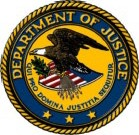 DEPARTMENT OF JUSTICE
QUI PRO DOMINA JUSTITIA SEQUITUR